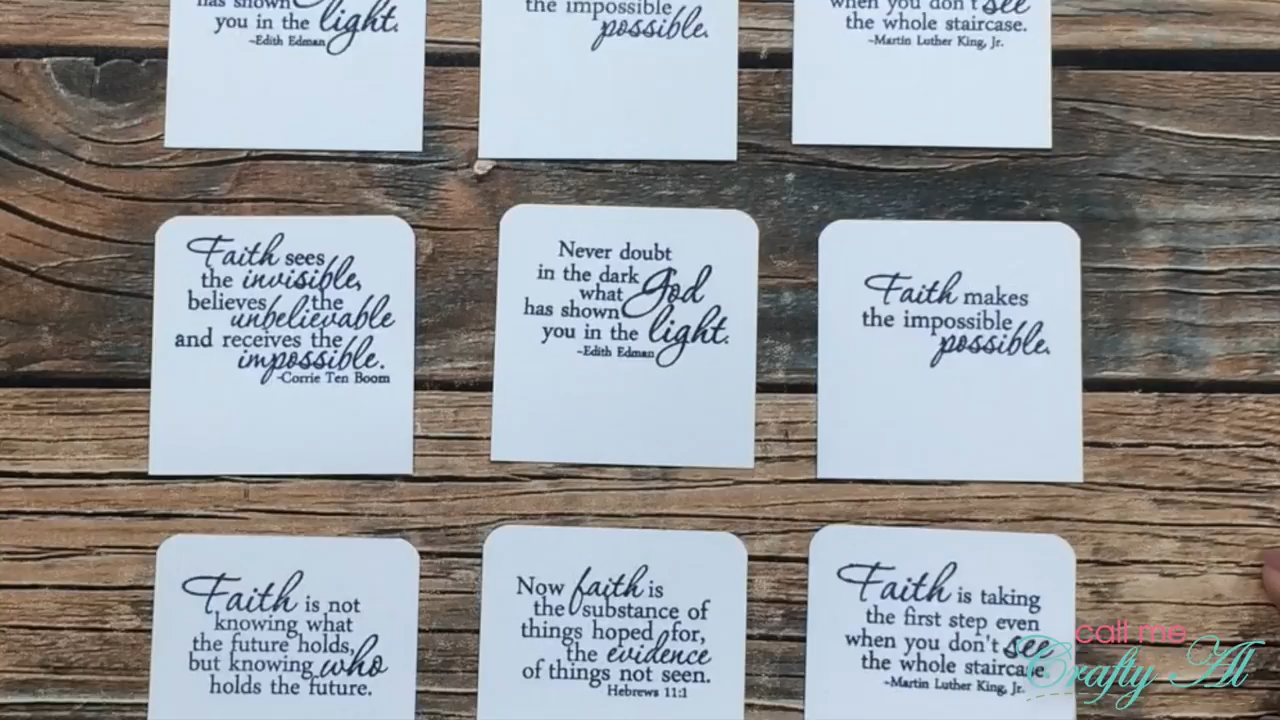 has shown
you in the light.
~Edith Edman
the impossible
possible.
when you don't see
the whole staircase.
~Martin Luther King, Jr.
Faith sees
the invisible,
believes the
unbelievable
and receives the
impossible.
~Corrie Ten Boom
Never doubt
in the dark
what God
has shown
you in the light.
~Edith Edman
Faith makes
the impossible
possible.
Faith is not
knowing what
the future holds,
but knowing who
holds the future.
Now faith is
the substance of
things hoped for,
the evidence
of things not seen.
Hebrews 11:1
Faith is taking
the first step even
when you don't see
the whole staircase.
~Martin Luther King, Jr.
call me
Crafty Al